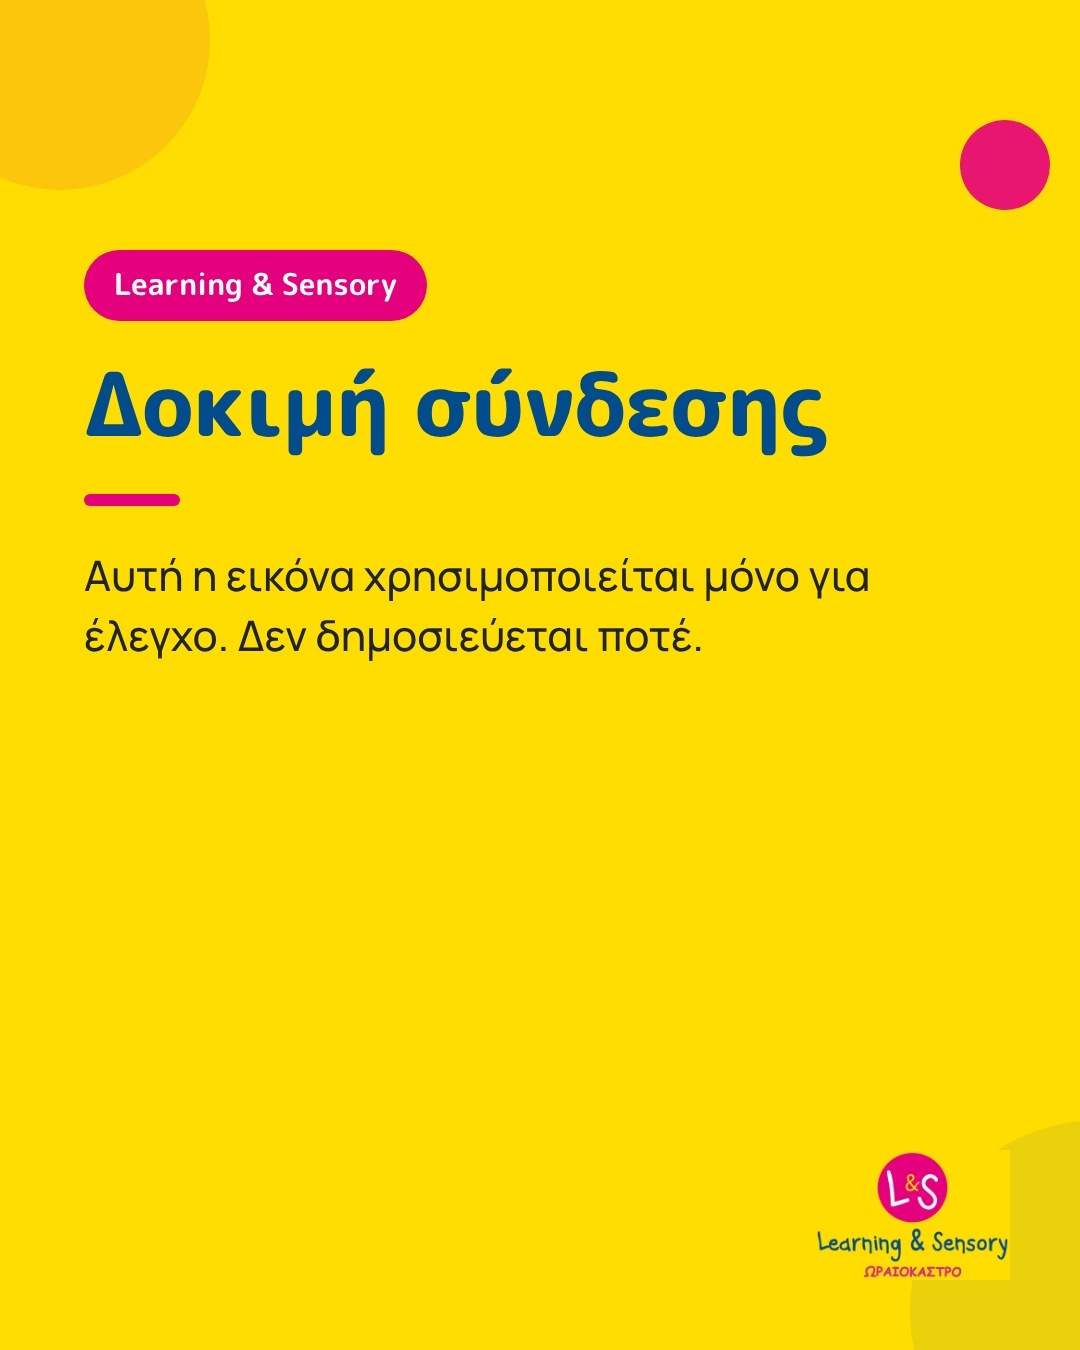 Learning & Sensory
Δοκιμή σύνδεσης
Αυτή η εικόνα χρησιμοποιείται μόνο για
έλεγχο. Δεν δημοσιεύεται ποτέ.
L&S
Learning & Sensory
ΩΡΑΙΟΚΑΣΤΡΟ